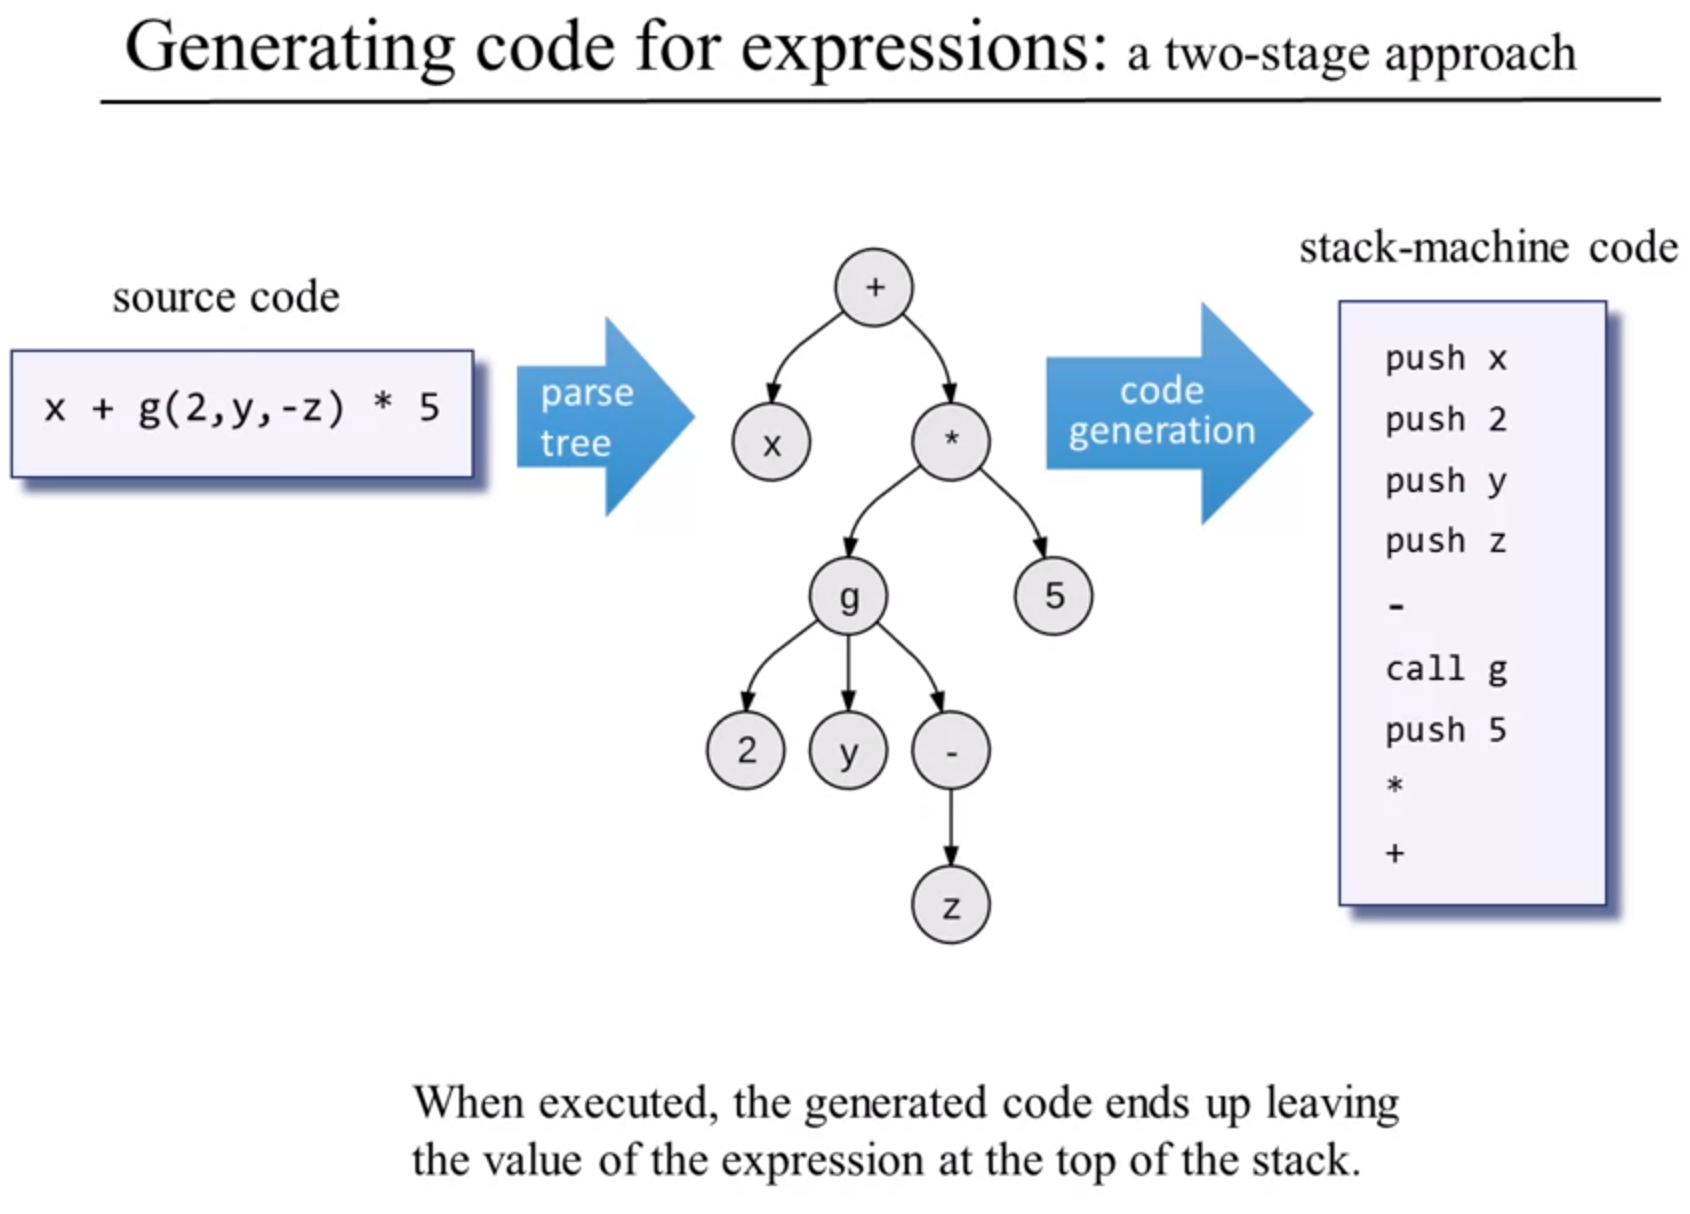 Generating code for expressions: a two-stage approach
source code
x + g(2,y,-z) * 5
parse
tree
+
x
*
g
5
2
y
-
z
code
generation
stack-machine code
push x
push 2
push y
push z
-
call g
push 5
*
+
When executed, the generated code ends up leaving
the value of the expression at the top of the stack.